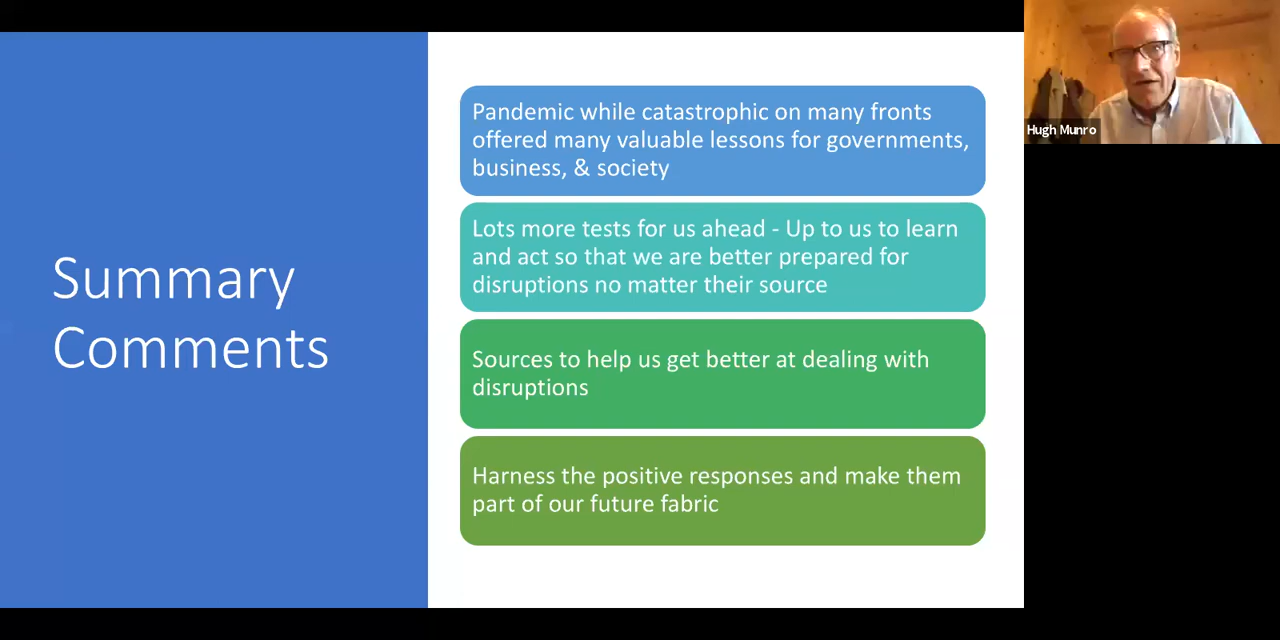 Summary
Comments
Pandemic while catastrophic on many fronts
offered many valuable lessons for governments,
business, & society
Lots more tests for us ahead - Up to us to learn
and act so that we are better prepared for
disruptions no matter their source
Sources to help us get better at dealing with
disruptions
Harness the positive responses and make them
part of our future fabric
Hugh Munro